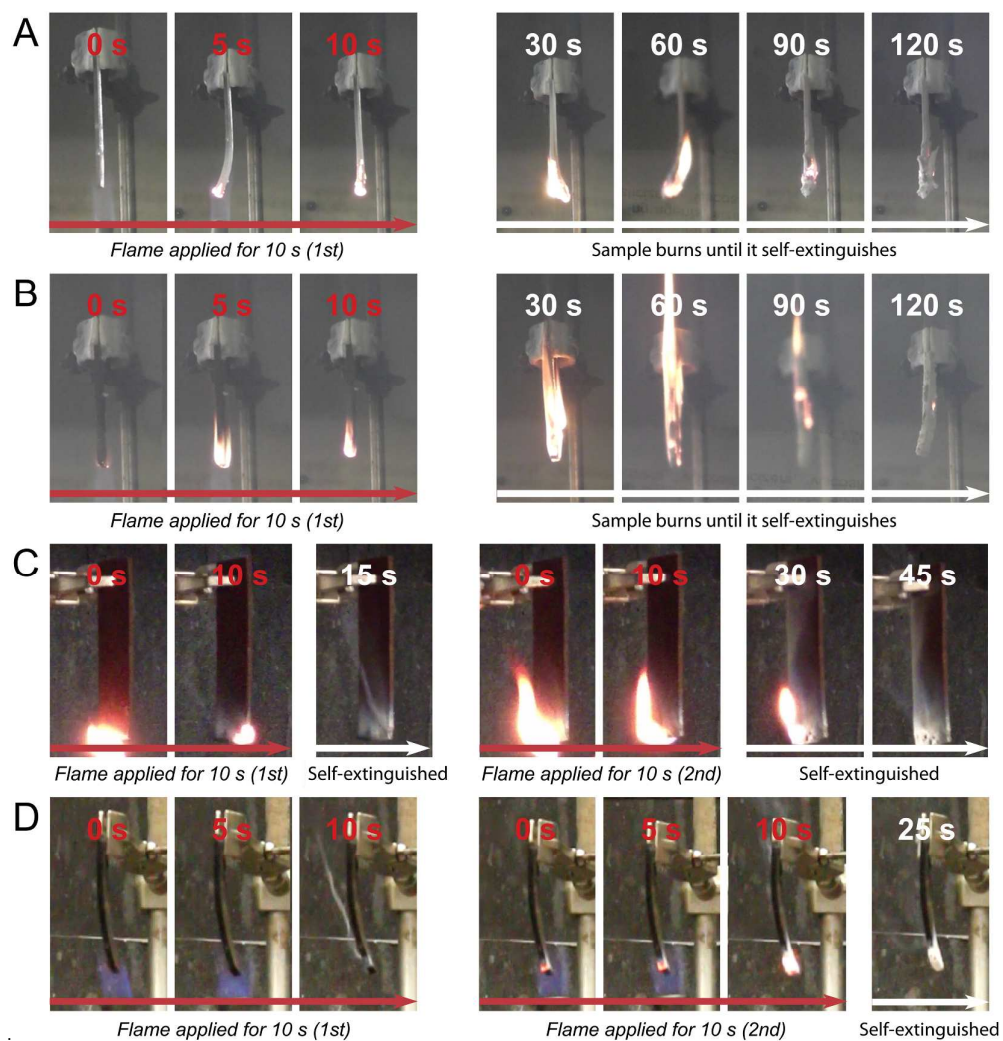 A
0 s 5 s 10 s 30 s 60 s 90 s 120 s
Flame applied for 10 s (1st) Sample burns until it self-extinguishes
B
0 s 5 s 10 s 30 s 60 s 90 s 120 s
Flame applied for 10 s (1st) Sample burns until it self-extinguishes
C
0 s 10 s 15 s 0 s 10 s 30 s 45 s
Flame applied for 10 s (1st) Self-extinguished Flame applied for 10 s (2nd) Self-extinguished
D
0 s 5 s 10 s 0 s 5 s 10 s 25 s
Flame applied for 10 s (1st) Flame applied for 10 s (2nd) Self-extinguished